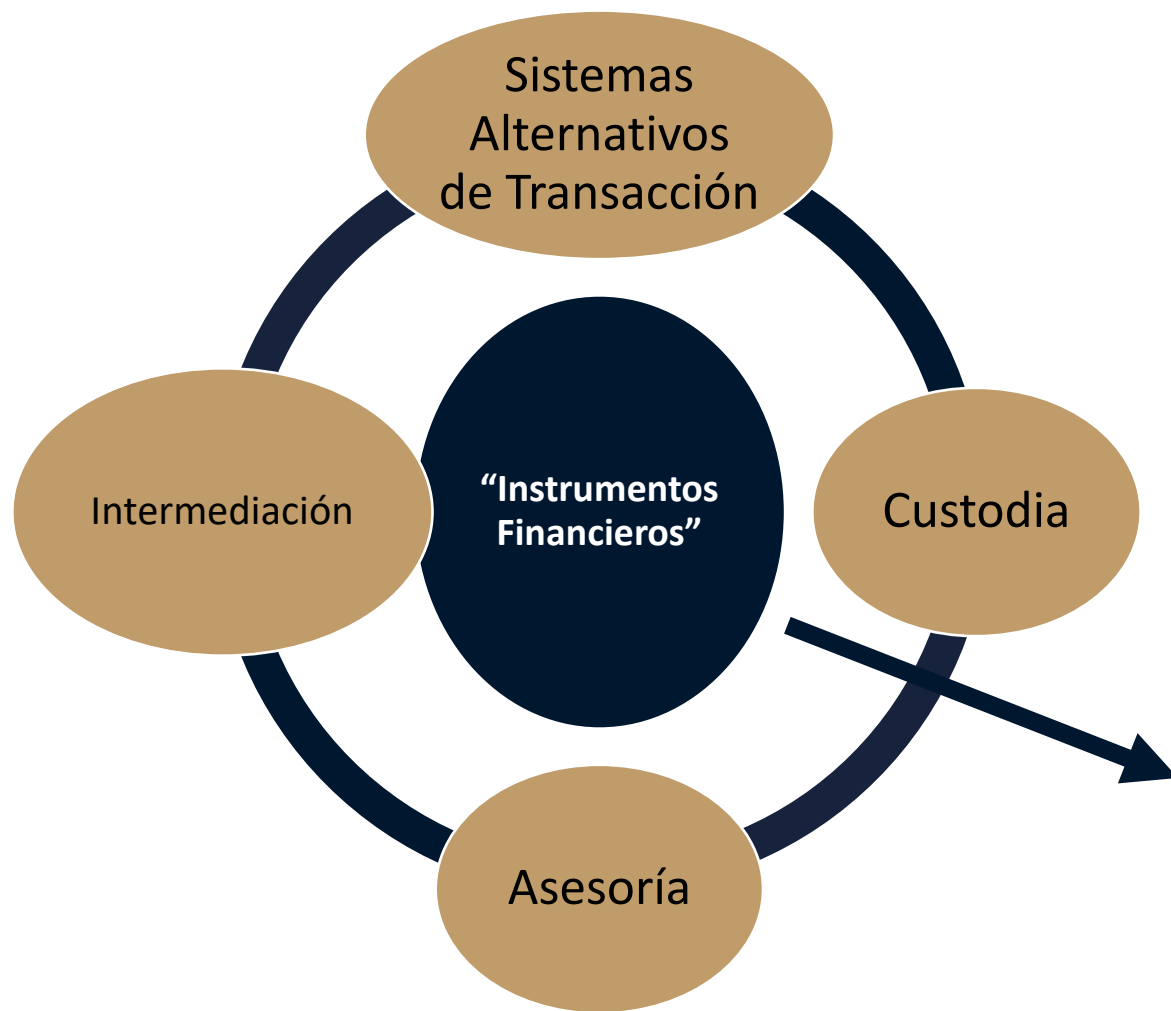 Sistemas
Alternativos
de Transacción
Intermediación
“Instrumentos
Financieros”
Custodia
Asesoría